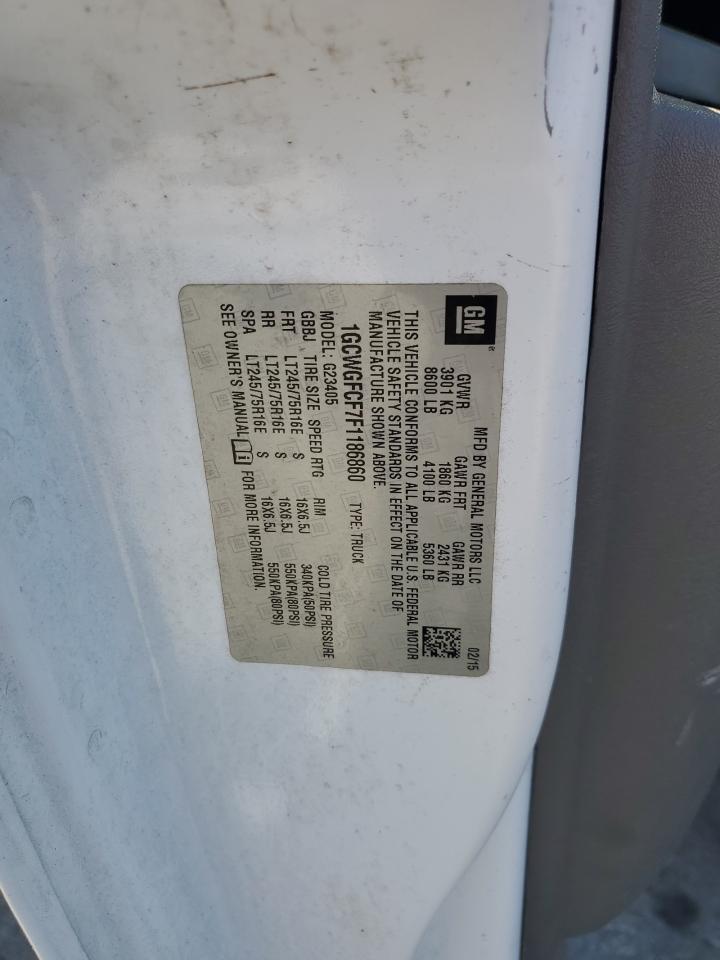 GM
MFD BY GENERAL MOTORS LLC 02/15
GVWR GAWR FRT GAWR RR
3901 KG 1860 KG 2431 KG
8600 LB 4100 LB 5360 LB
THIS VEHICLE CONFORMS TO ALL APPLICABLE U.S. FEDERAL MOTOR
VEHICLE SAFETY STANDARDS IN EFFECT ON THE DATE OF
MANUFACTURE SHOWN ABOVE.
1GCWGFCF7F1186860 TYPE: TRUCK
MODEL: G23405
GBBJ TIRE SIZE SPEED RTG RIM COLD TIRE PRESSURE
FRT LT245/75R16E S 16X6.5J 340KPA(50PSI)
RR LT245/75R16E S 16X6.5J 550KPA(80PSI)
SPA LT245/75R16E S 16X6.5J 550KPA(80PSI)
SEE OWNER'S MANUAL i FOR MORE INFORMATION.